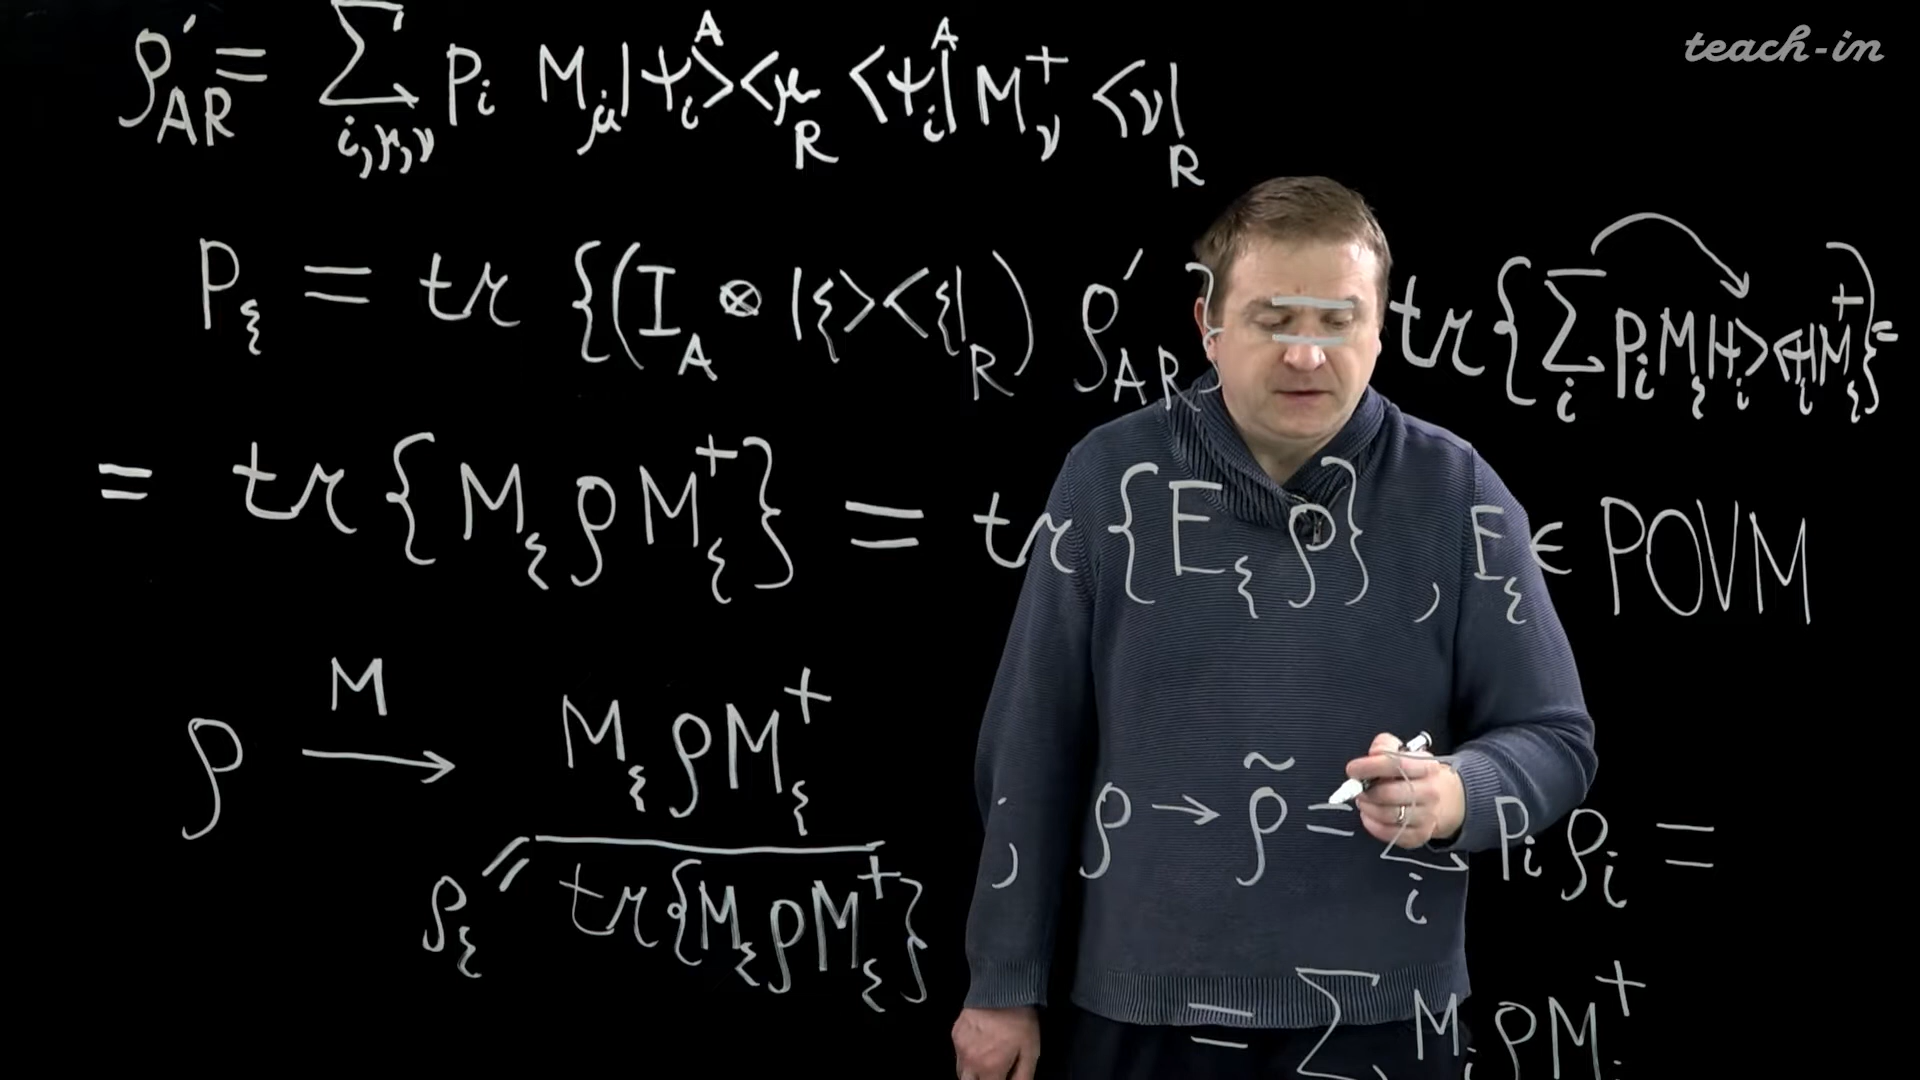 teach-in
ρ'_AR = Σ_{i,μ,ν} p_i M_μ|ψ_i>^A <μ_R <ψ_i|^A M_ν^+ <ν|_R
P_ξ = tr {(I_A ⊗ |ξ><ξ|_R) ρ'_AR} = tr{Σ_i p_i M_ξ|ψ_i><ψ_i|M_ξ^+} =
= tr{M_ξ ρ M_ξ^+} = tr{E_ξ ρ}, E_ξ ∈ POVM
ρ →^M M_ξ ρ M_ξ^+
ρ_ξ = tr{M_ξ ρ M_ξ^+}
; ρ → ρ̃ = Σ_i p_i ρ_i =
= Σ M_i ρ M_i^+